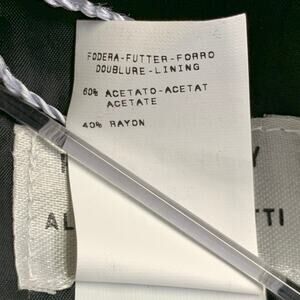 FODERA-FUTTER-FORRO
DOUBLURE-LINING
60% ACETATO-ACETAT
ACETATE
40% RAYON